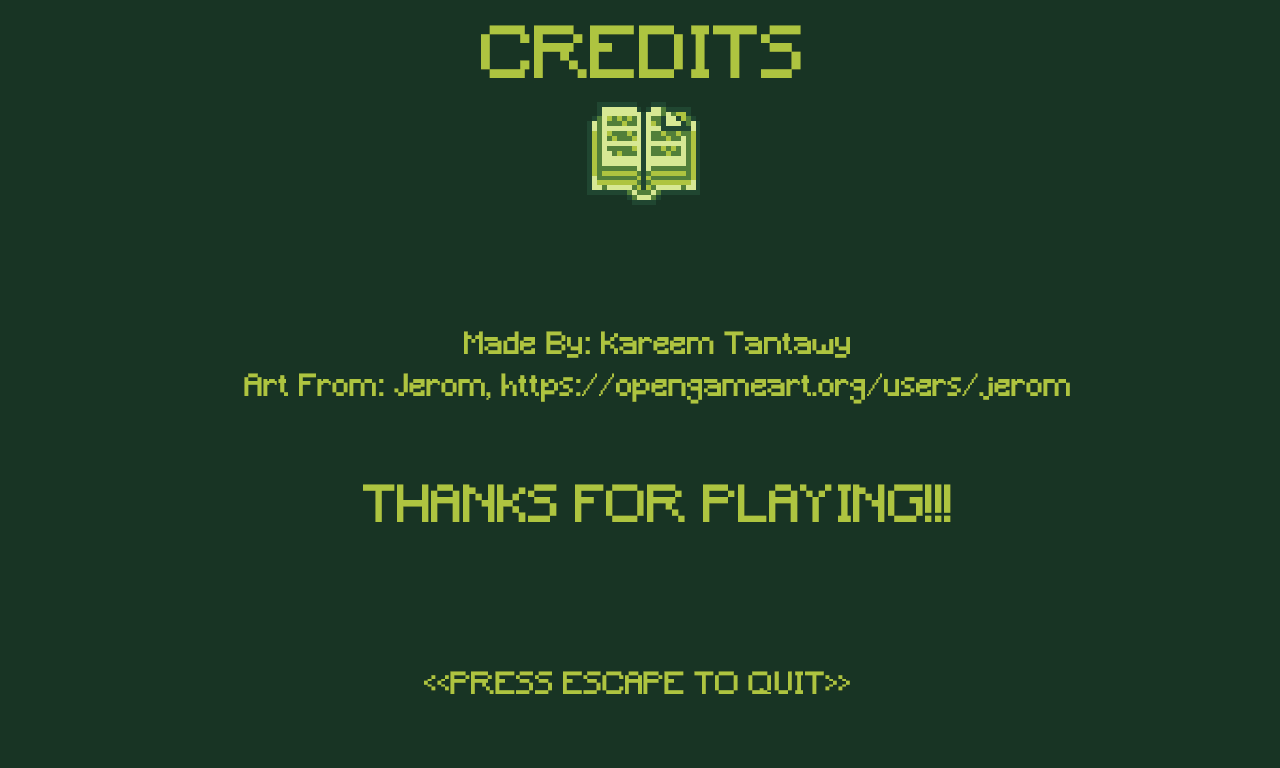 CREDITS
Made By: Kareem Tantawy
Art From: Jerom, https://opengameart.org/users/jerom
THANKS FOR PLAYING!!!
<<PRESS ESCAPE TO QUIT>>